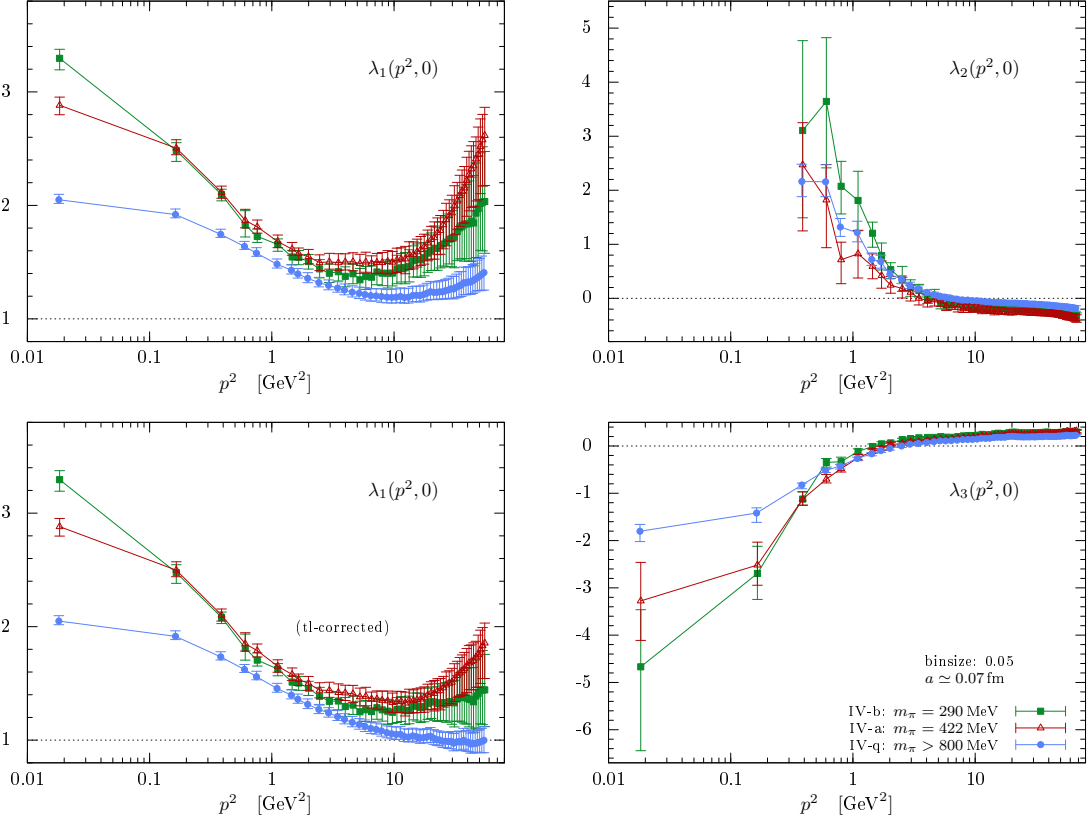 λ₁(p²,0)
3
2
1
0.01 0.1 1 10
p² [GeV²]
λ₂(p²,0)
5
4
3
2
1
0
0.01 0.1 1 10
p² [GeV²]
λ₁(p²,0)
3
2
(tl-corrected)
1
0.01 0.1 1 10
p² [GeV²]
0
λ₃(p²,0)
-1
-2
-3
-4
binsize: 0.05
a ≃ 0.07 fm
-5
IV-b: mπ = 290 MeV
IV-a: mπ = 422 MeV
-6
IV-q: mπ > 800 MeV
0.01 0.1 1 10
p² [GeV²]